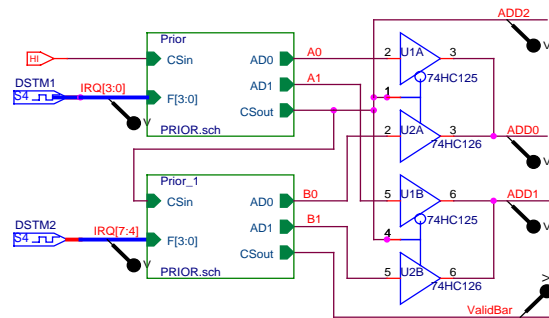 ADD2
Prior
HI
CSin
AD0
A0
2
U1A
3
V
DSTM1
AD1
A1
74HC125
S4
IRQ[3:0]
F[3:0]
CSout
1
V
PRIOR.sch
U2A
2
3
ADD0
74HC126
V
Prior_1
CSin
AD0
B0
5
U1B
6
ADD1
DSTM2
AD1
B1
74HC125
V
S4
IRQ[7:4]
F[3:0]
CSout
4
V
PRIOR.sch
U2B
5
6
74HC126
V
ValidBar